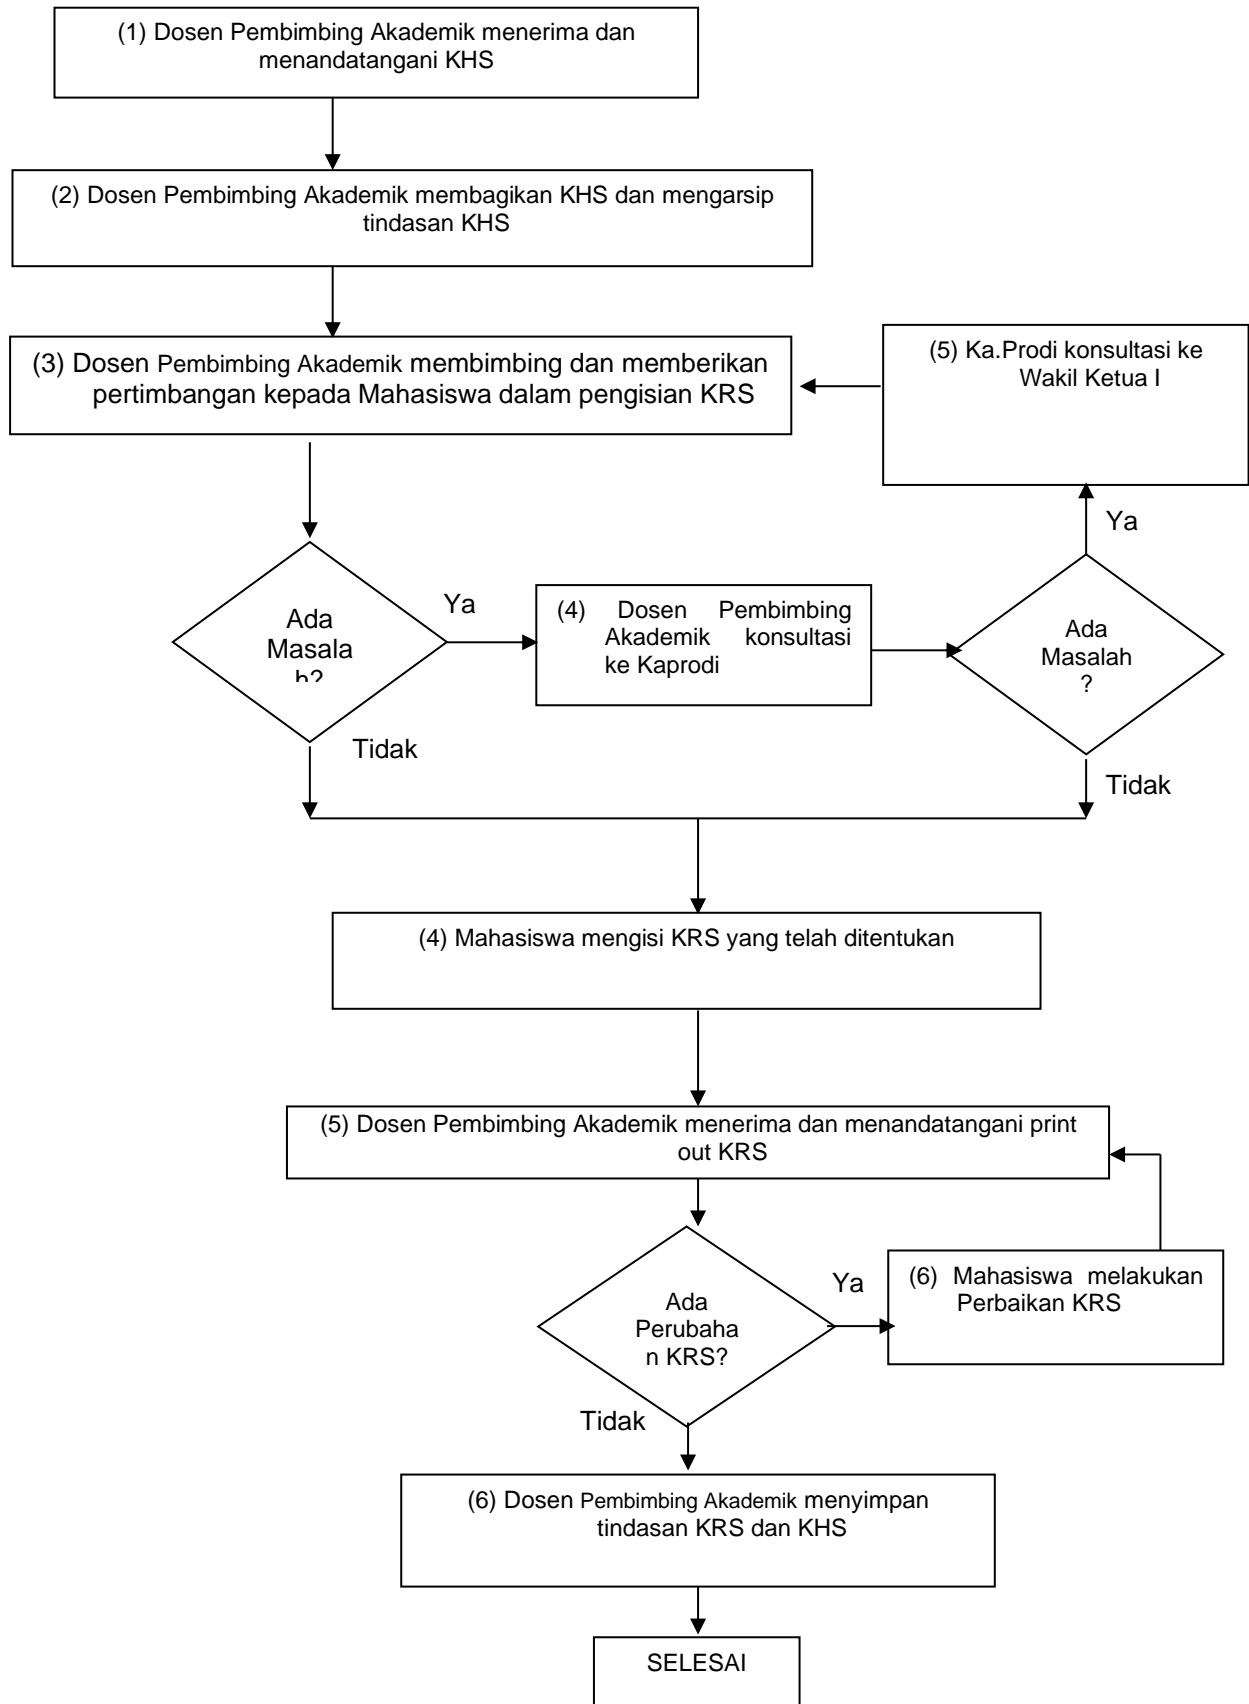 (1) Dosen Pembimbing Akademik menerima dan
menandatangani KHS
(2) Dosen Pembimbing Akademik membagikan KHS dan mengarsip
tindasan KHS
(3) Dosen Pembimbing Akademik membimbing dan memberikan
pertimbangan kepada Mahasiswa dalam pengisian KRS
(5) Ka.Prodi konsultasi ke
Wakil Ketua I
Ya
Ada
Masala
h?
Ya
(4) Dosen Pembimbing
Akademik konsultasi
ke Kaprodi
Ada
Masalah
?
Tidak
Tidak
(4) Mahasiswa mengisi KRS yang telah ditentukan
(5) Dosen Pembimbing Akademik menerima dan menandatangani print
out KRS
Ada
Perubaha
n KRS?
Ya
(6) Mahasiswa melakukan
Perbaikan KRS
Tidak
(6) Dosen Pembimbing Akademik menyimpan
tindasan KRS dan KHS
SELESAI